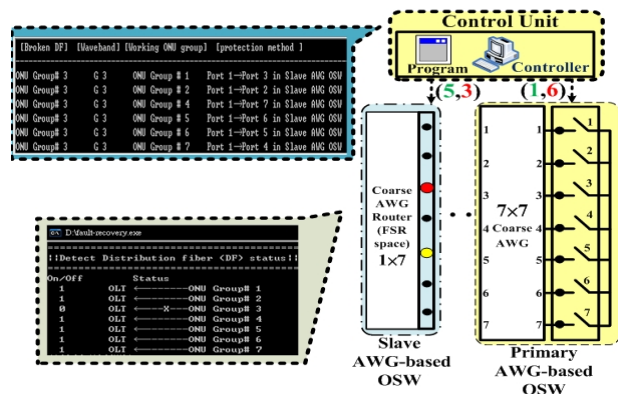 [Broken DF] [Waveband] [Working ONU group] [protection method ]
ONU Group# 3 G 3 ONU Group # 1 Port 1→Port 3 in Slave AWG OSW
ONU Group# 3 G 3 ONU Group # 2 Port 1→Port 2 in Slave AWG OSW
ONU Group# 3 G 3 ONU Group # 4 Port 1→Port 7 in Slave AWG OSW
ONU Group# 3 G 3 ONU Group # 5 Port 1→Port 6 in Slave AWG OSW
ONU Group# 3 G 3 ONU Group # 6 Port 1→Port 5 in Slave AWG OSW
ONU Group# 3 G 3 ONU Group # 7 Port 1→Port 4 in Slave AWG OSW
Control Unit
Program
Controller
(5,3)
(1,6)
Coarse
AWG
Router
(FSR
space)
1×7
7×7
Coarse
AWG
1 1 1
2 2 2
3 3 3
4 4 4
5 5 5
6 6 6
7 7 7
Slave
AWG-based
OSW
Primary
AWG-based
OSW
D:\fault-recovery.exe
!!Detect Distribution fiber <DF> status!!
On/Off Status
1 OLT <----------ONU Group# 1
1 OLT <----------ONU Group# 2
0 OLT <-----X----ONU Group# 3
1 OLT <----------ONU Group# 4
1 OLT <----------ONU Group# 5
1 OLT <----------ONU Group# 6
1 OLT <----------ONU Group# 7